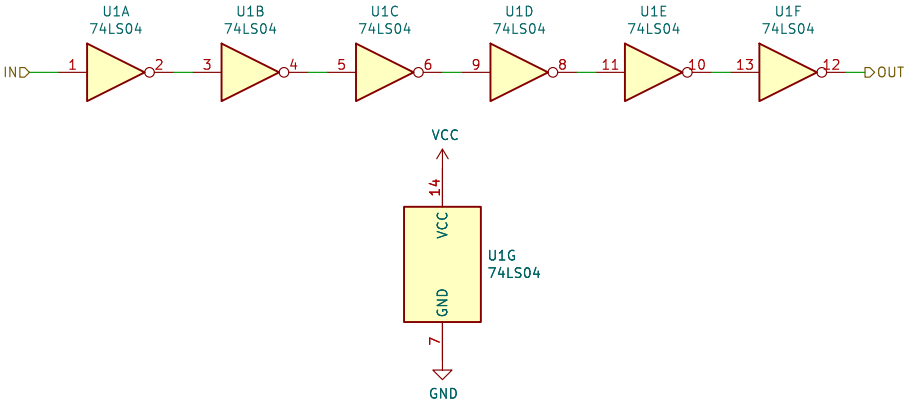 U1A U1B U1C U1D U1E U1F
74LS04 74LS04 74LS04 74LS04 74LS04 74LS04
IN 1 2 3 4 5 6 9 8 11 10 13 12 OUT
VCC
14
VCC
U1G
74LS04
GND
7
GND